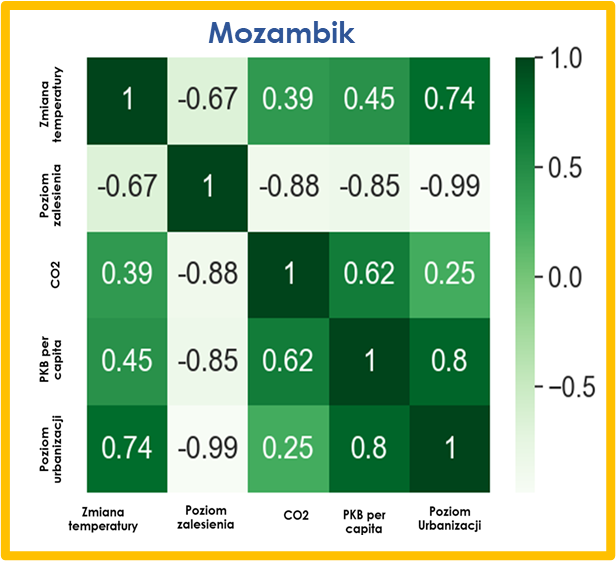 Mozambik
Zmiana
temperatury
1 -0.67 0.39 0.45 0.74
1.0
Poziom
zalesienia
-0.67 1 -0.88 -0.85 -0.99
0.5
CO2
0.39 -0.88 1 0.62 0.25
0.0
PKB per
capita
0.45 -0.85 0.62 1 0.8
−0.5
Poziom
urbanizacji
0.74 -0.99 0.25 0.8 1
Zmiana
temperatury
Poziom
zalesienia
CO2
PKB per
capita
Poziom
Urbanizacji